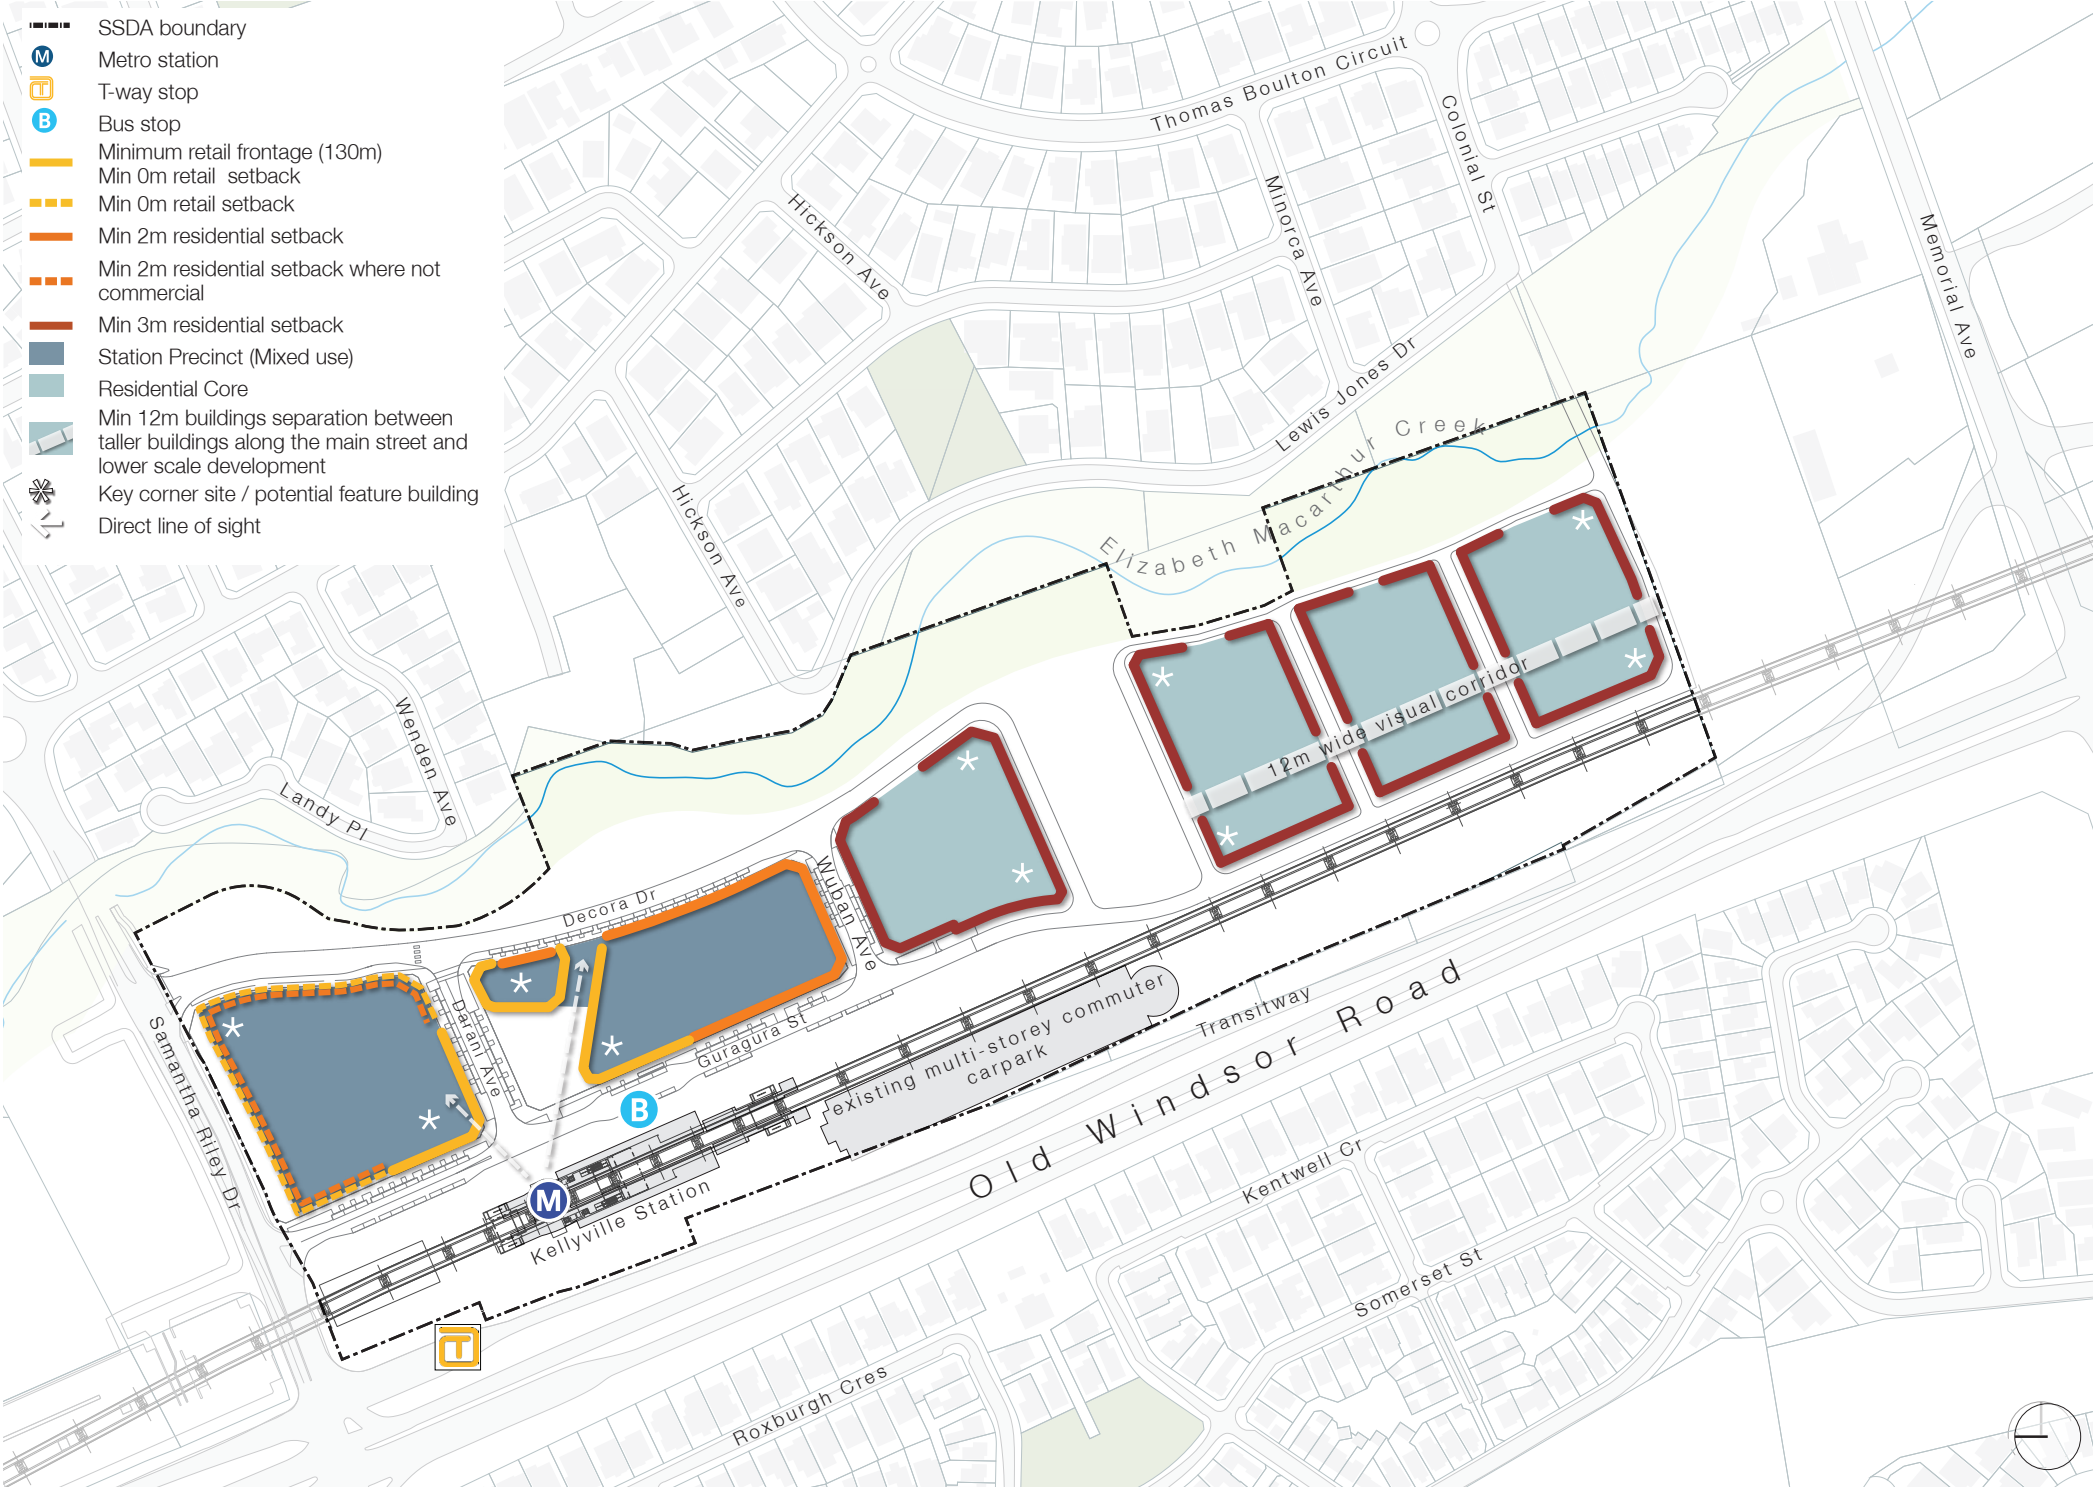 SSDA boundary
M
Metro station
T
T-way stop
B
Bus stop
Minimum retail frontage (130m)
Min 0m retail setback
Min 0m retail setback
Min 2m residential setback
Min 2m residential setback where not
commercial
Min 3m residential setback
Station Precinct (Mixed use)
Residential Core
Min 12m buildings separation between
taller buildings along the main street and
lower scale development
Key corner site / potential feature building
Direct line of sight
Thomas Boulton Circuit
Colonial St
Hickson Ave
Minorca Ave
Memorial Ave
Lewis Jones Dr
Elizabeth Macarthur Creek
Hickson Ave
Wenden Ave
Landy Pl
12m wide visual corridor
Decora Dr
Wuban Ave
Darani Ave
Guragura St
Samantha Riley Dr
existing multi-storey commuter
carpark
Transitway
Old Windsor Road
B
M
Kellyville Station
T
Kentwell Cr
Somerset St
Roxburgh Cres